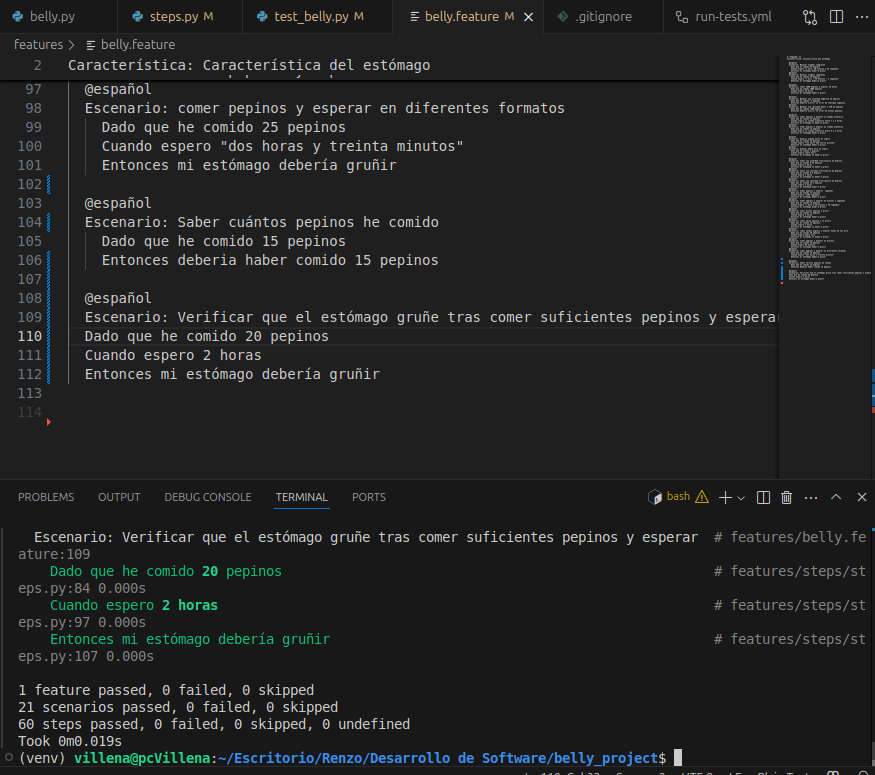 belly.py steps.py M test_belly.py M belly.feature M .gitignore run-tests.yml
features > belly.feature
2 Característica: Característica del estómago
97 @español
98 Escenario: comer pepinos y esperar en diferentes formatos
99 Dado que he comido 25 pepinos
100 Cuando espero "dos horas y treinta minutos"
101 Entonces mi estómago debería gruñir
102
103 @español
104 Escenario: Saber cuántos pepinos he comido
105 Dado que he comido 15 pepinos
106 Entonces deberia haber comido 15 pepinos
107
108 @español
109 Escenario: Verificar que el estómago gruñe tras comer suficientes pepinos y esperar
110 Dado que he comido 20 pepinos
111 Cuando espero 2 horas
112 Entonces mi estómago debería gruñir
113
114
PROBLEMS OUTPUT DEBUG CONSOLE TERMINAL PORTS bash
Escenario: Verificar que el estómago gruñe tras comer suficientes pepinos y esperar # features/belly.fe
ature:109
Dado que he comido 20 pepinos # features/steps/st
eps.py:84 0.000s
Cuando espero 2 horas # features/steps/st
eps.py:97 0.000s
Entonces mi estómago debería gruñir # features/steps/st
eps.py:107 0.000s
1 feature passed, 0 failed, 0 skipped
21 scenarios passed, 0 failed, 0 skipped
60 steps passed, 0 failed, 0 skipped, 0 undefined
Took 0m0.019s
(venv) villena@pcVillena:~/Escritorio/Renzo/Desarrollo de Software/belly_project$